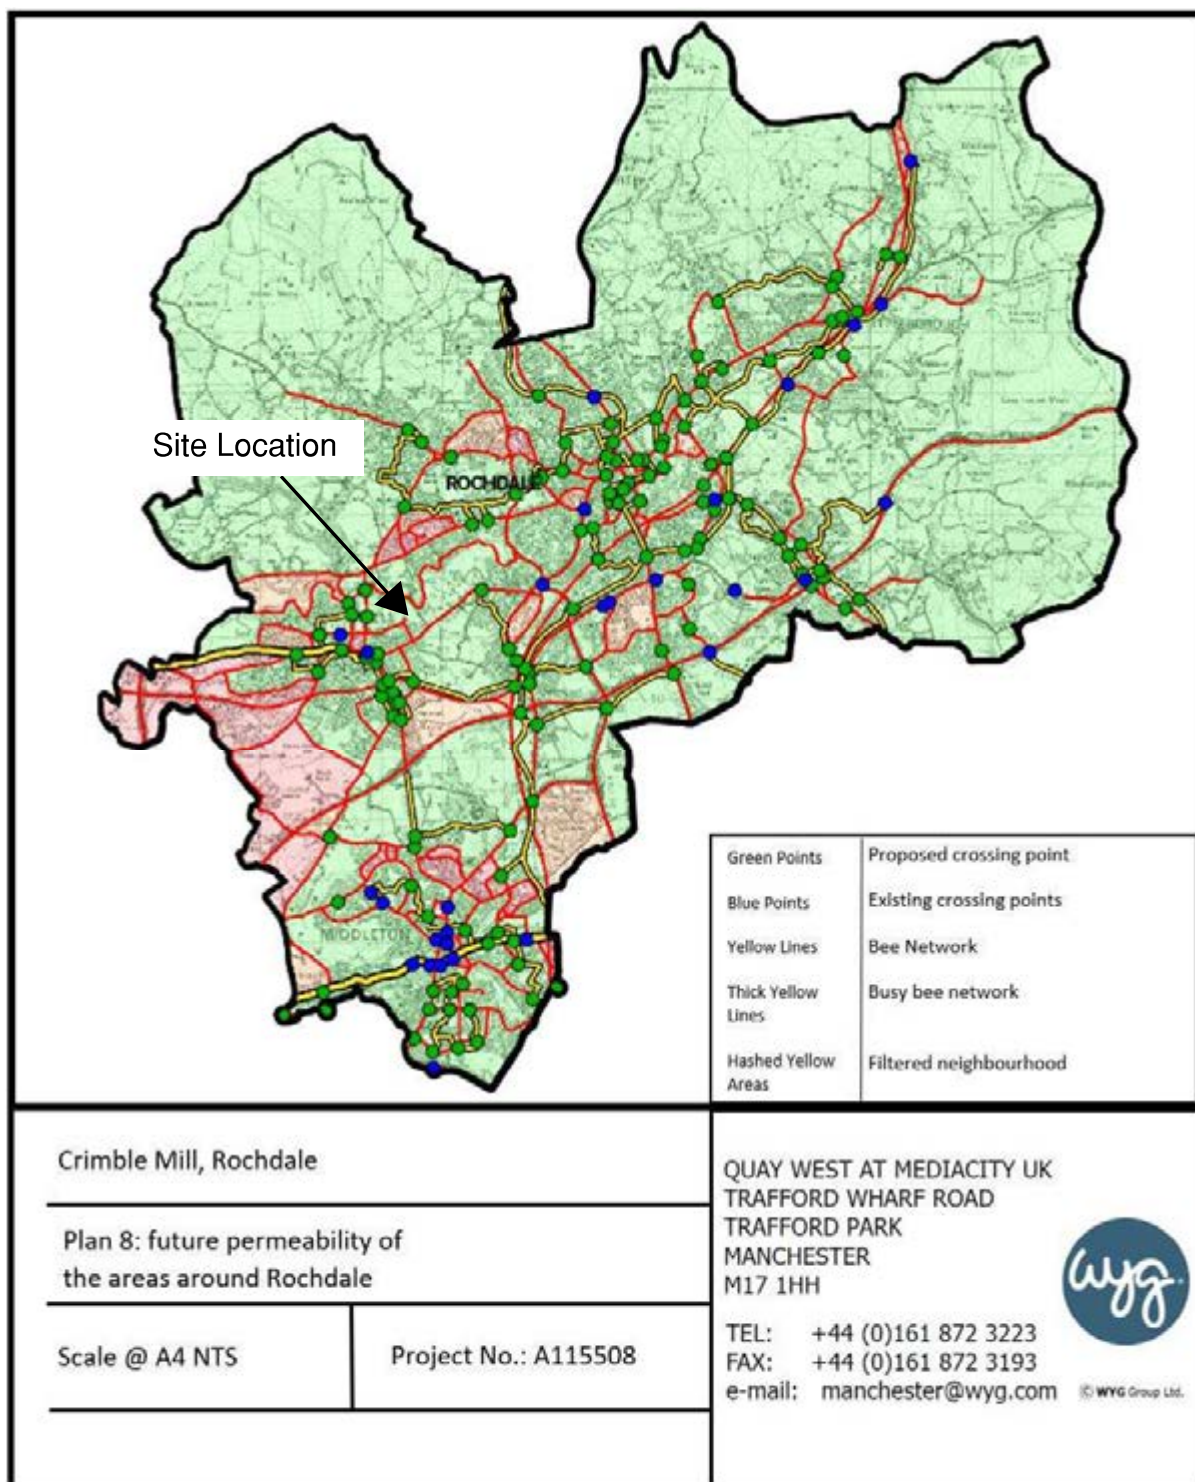 Site Location
ROCHDALE
MIDDLETON
Green Points Proposed crossing point
Blue Points Existing crossing points
Yellow Lines Bee Network
Thick Yellow Busy bee network
Lines
Hashed Yellow Filtered neighbourhood
Areas
Crimble Mill, Rochdale
Plan 8: future permeability of
the areas around Rochdale
Scale @ A4 NTS Project No.: A115508
QUAY WEST AT MEDIACITY UK
TRAFFORD WHARF ROAD
TRAFFORD PARK
MANCHESTER
M17 1HH
TEL: +44 (0)161 872 3223
FAX: +44 (0)161 872 3193
e-mail: manchester@wyg.com
wyg.
© WYG Group Ltd.